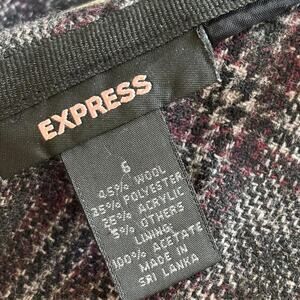 EXPRESS
6
45% WOOL
25% POLYESTER
25% ACRYLIC
5% OTHERS
LINING:
100% ACETATE
MADE IN
SRI LANKA